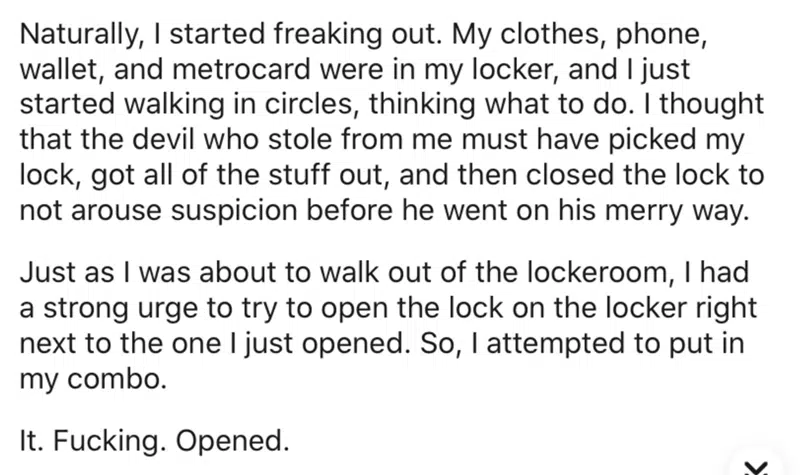 Naturally, I started freaking out. My clothes, phone,
wallet, and metrocard were in my locker, and I just
started walking in circles, thinking what to do. I thought
that the devil who stole from me must have picked my
lock, got all of the stuff out, and then closed the lock to
not arouse suspicion before he went on his merry way.
Just as I was about to walk out of the lockeroom, I had
a strong urge to try to open the lock on the locker right
next to the one I just opened. So, I attempted to put in
my combo.
It. Fucking. Opened.